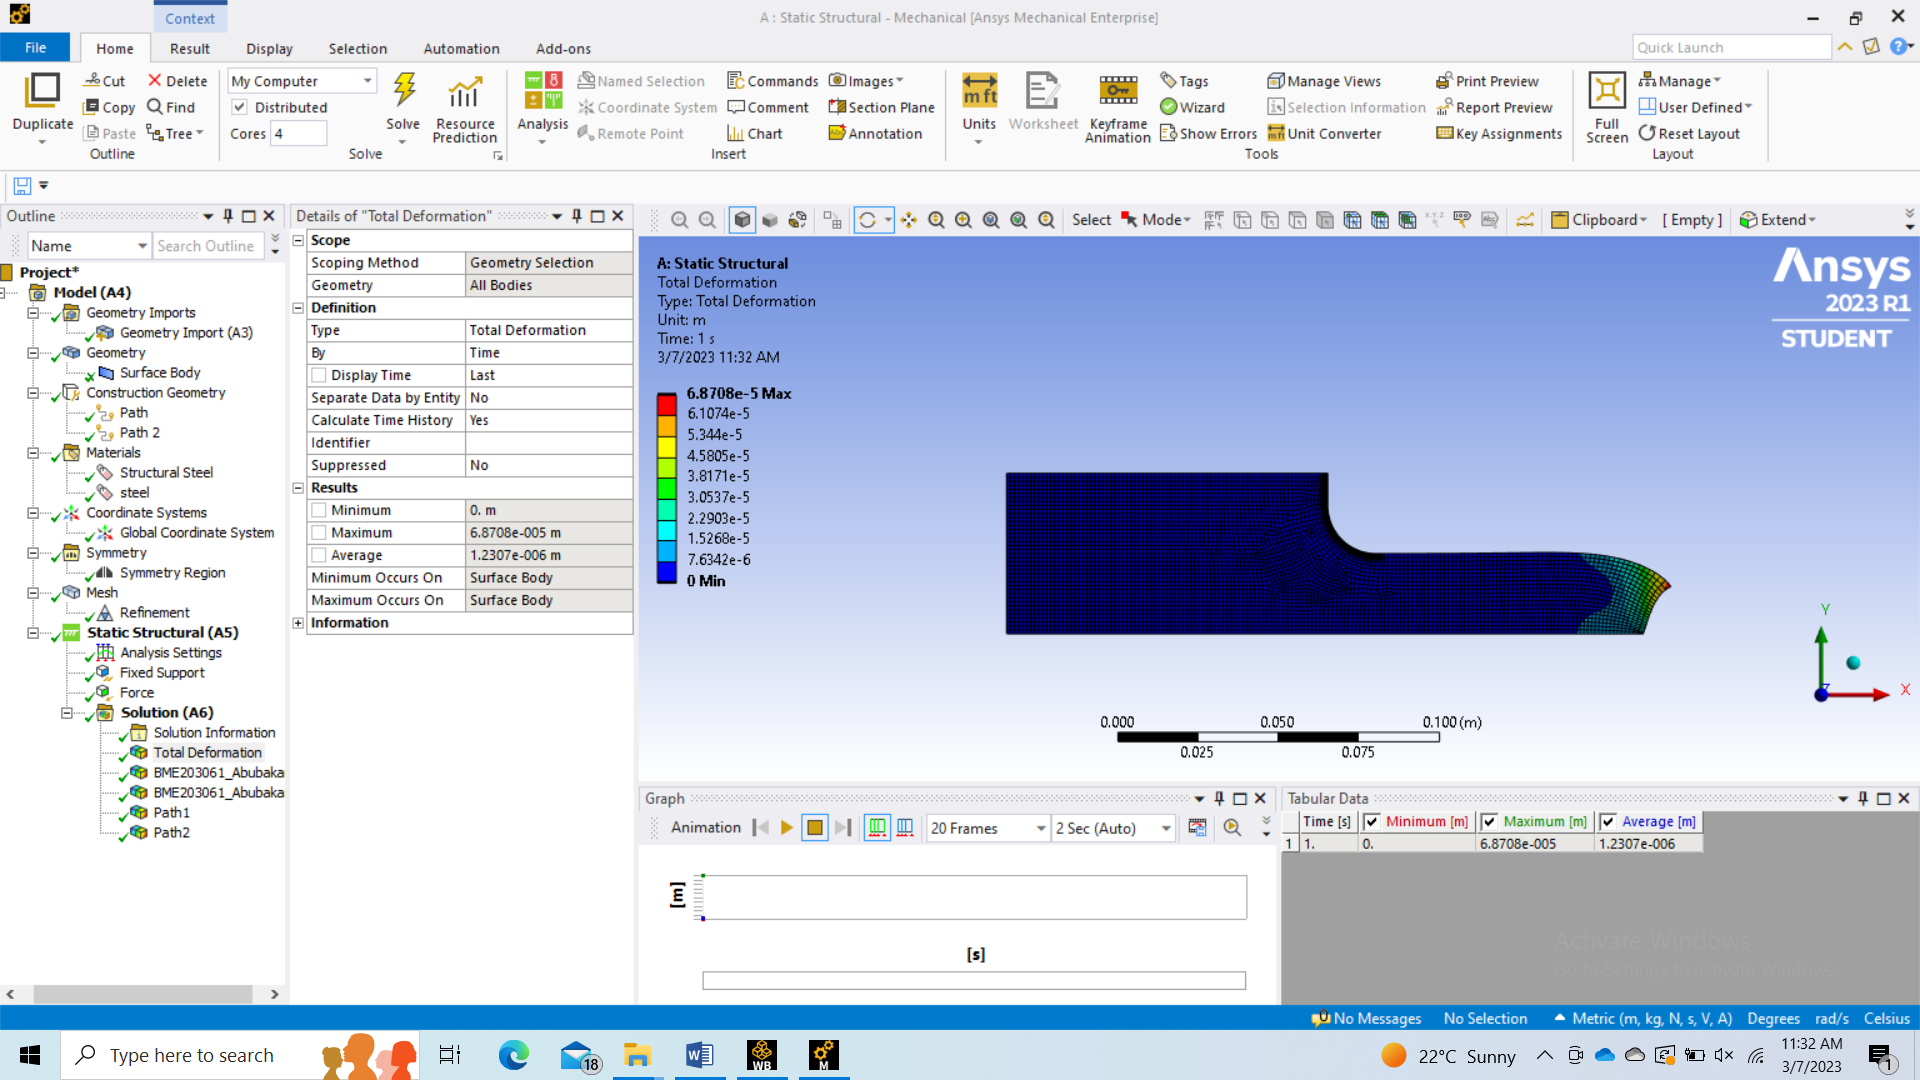 Context
A : Static Structural - Mechanical [Ansys Mechanical Enterprise]
File Home Result Display Selection Automation Add-ons
Quick Launch
Duplicate
Cut
Delete
Copy
Find
Paste
Tree
Outline
My Computer
Distributed
Cores 4
Solve
Resource Prediction
Solve
Analysis
Named Selection
Coordinate System
Remote Point
Commands
Comment
Chart
Images
Section Plane
Annotation
Insert
m ft
Units
Worksheet
Keyframe Animation
Tags
Wizard
Show Errors
Manage Views
Selection Information
Unit Converter
Print Preview
Report Preview
Key Assignments
Tools
Full Screen
Manage
User Defined
Reset Layout
Layout
Outline
Name
Search Outline
Project*
Model (A4)
Geometry Imports
Geometry Import (A3)
Geometry
Surface Body
Construction Geometry
Path
Path 2
Materials
Structural Steel
steel
Coordinate Systems
Global Coordinate System
Symmetry
Symmetry Region
Mesh
Refinement
Static Structural (A5)
Analysis Settings
Fixed Support
Force
Solution (A6)
Solution Information
Total Deformation
BME203061_Abubaka
BME203061_Abubaka
Path1
Path2
Details of "Total Deformation"
Scope
Scoping Method Geometry Selection
Geometry All Bodies
Definition
Type Total Deformation
By Time
Display Time Last
Separate Data by Entity No
Calculate Time History Yes
Identifier
Suppressed No
Results
Minimum 0. m
Maximum 6.8708e-005 m
Average 1.2307e-006 m
Minimum Occurs On Surface Body
Maximum Occurs On Surface Body
Information
Select Mode Clipboard [ Empty ] Extend
A: Static Structural
Total Deformation
Type: Total Deformation
Unit: m
Time: 1 s
3/7/2023 11:32 AM
6.8708e-5 Max
6.1074e-5
5.344e-5
4.5805e-5
3.8171e-5
3.0537e-5
2.2903e-5
1.5268e-5
7.6342e-6
0 Min
Ansys
2023 R1
STUDENT
Y
X
Z
0.000 0.050 0.100 (m)
0.025 0.075
Graph
Animation 20 Frames 2 Sec (Auto)
[m]
[s]
Tabular Data
Time [s] Minimum [m] Maximum [m] Average [m]
1 1. 0. 6.8708e-005 1.2307e-006
Activate Windows
Go to Settings to activate Windows.
No Messages No Selection Metric (m, kg, N, s, V, A) Degrees rad/s Celsius
Type here to search
18
WB
M
22°C Sunny
11:32 AM
3/7/2023
1